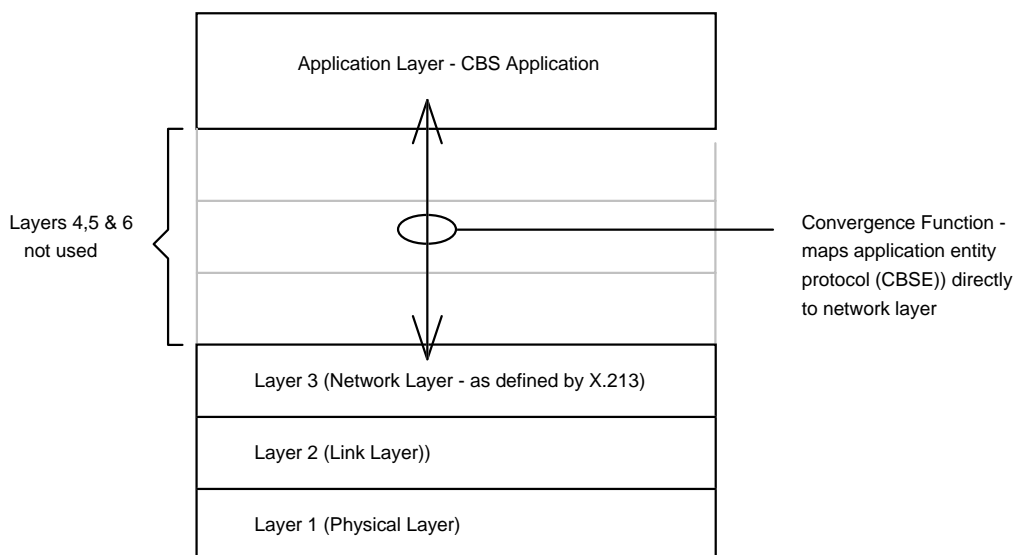 Application Layer - CBS Application
Layers 4,5 & 6
not used
Convergence Function -
maps application entity
protocol (CBSE)) directly
to network layer
Layer 3 (Network Layer - as defined by X.213)
Layer 2 (Link Layer))
Layer 1 (Physical Layer)